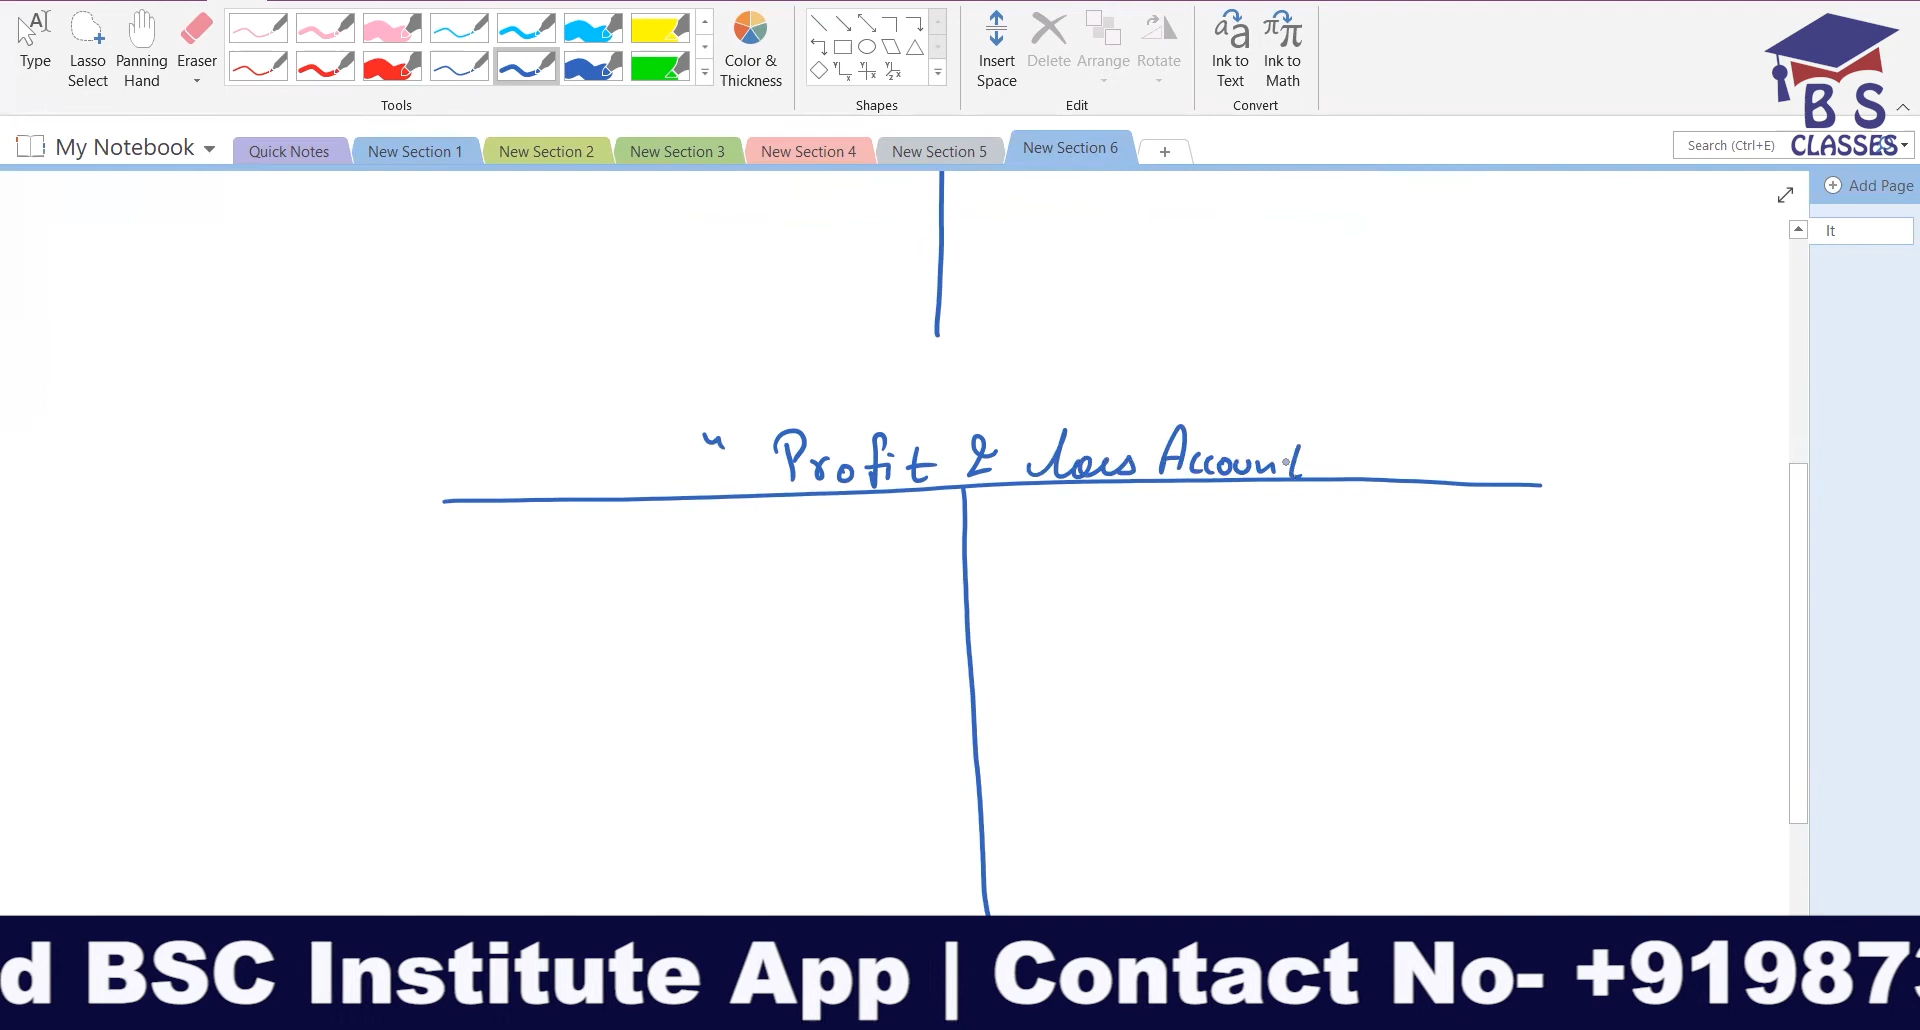 Type
Lasso Select
Panning Hand
Eraser
Color & Thickness
Insert Space
Delete
Arrange
Rotate
Ink to Text
Ink to Math
Tools
Shapes
Edit
Convert
BS
CLASSES
My Notebook
Quick Notes
New Section 1
New Section 2
New Section 3
New Section 4
New Section 5
New Section 6
Search (Ctrl+E)
Add Page
It
" Profit & Loss Account
d BSC Institute App | Contact No- +919873